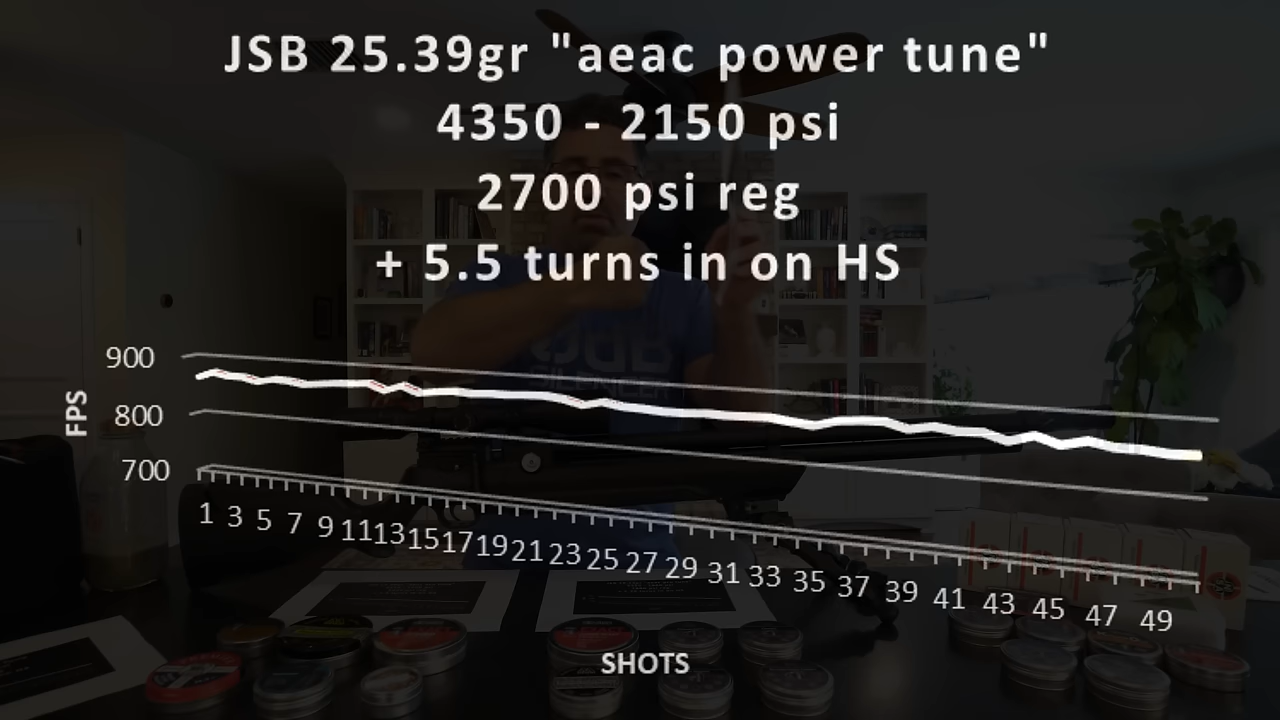 JSB 25.39gr "aeac power tune"
4350 - 2150 psi
2700 psi reg
+ 5.5 turns in on HS
900
800
700
FPS
1 3 5 7 9 11 13 15 17 19 21 23 25 27 29 31 33 35 37 39 41 43 45 47 49
SHOTS